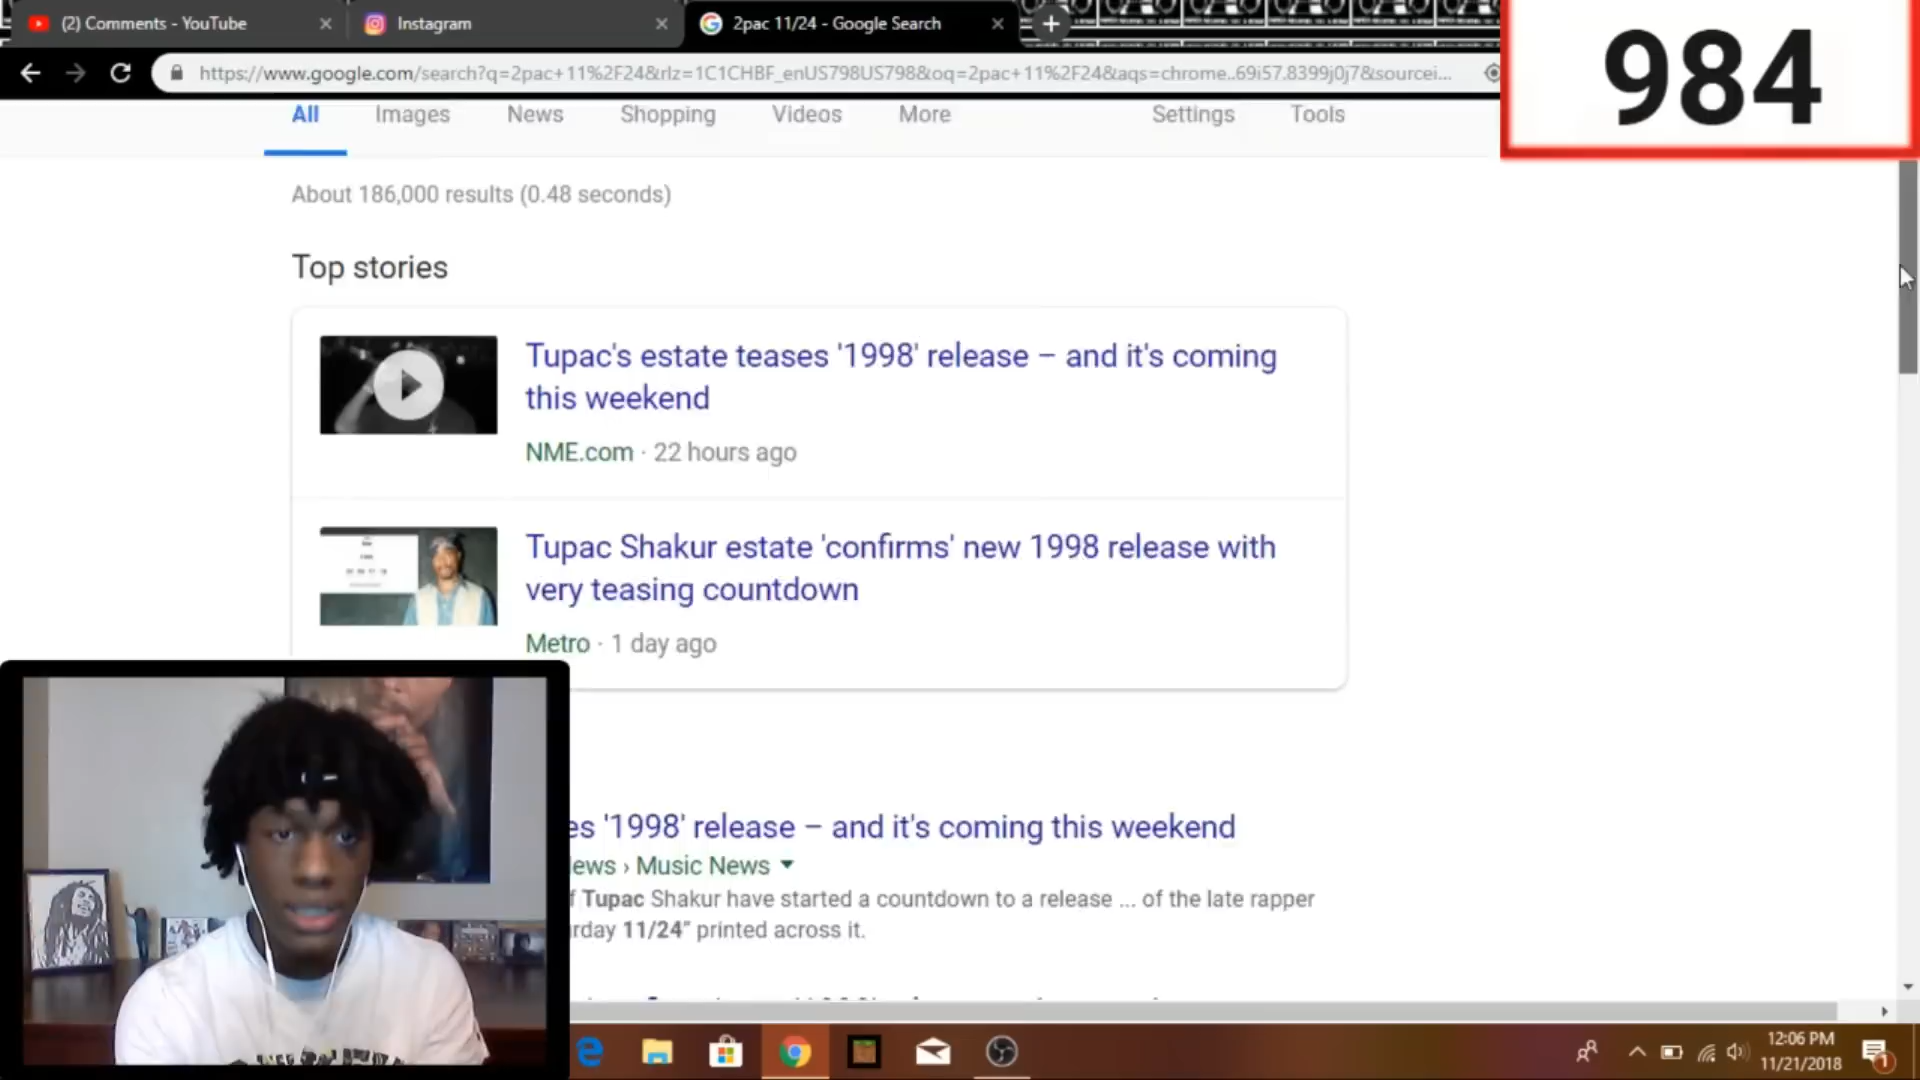 (2) Comments - YouTube
Instagram
2pac 11/24 - Google Search
984
https://www.google.com/search?q=2pac+11%2F24&rlz=1C1CHBF_enUS798US798&oq=2pac+11%2F24&aqs=chrome..69i57.8399j0j7&sourcei...
All Images News Shopping Videos More Settings Tools
About 186,000 results (0.48 seconds)
Top stories
Tupac's estate teases '1998' release – and it's coming
this weekend
NME.com · 22 hours ago
Tupac Shakur estate 'confirms' new 1998 release with
very teasing countdown
Metro · 1 day ago
es '1998' release – and it's coming this weekend
ews › Music News
Tupac Shakur have started a countdown to a release ... of the late rapper
rday 11/24" printed across it.
12:06 PM
11/21/2018
1